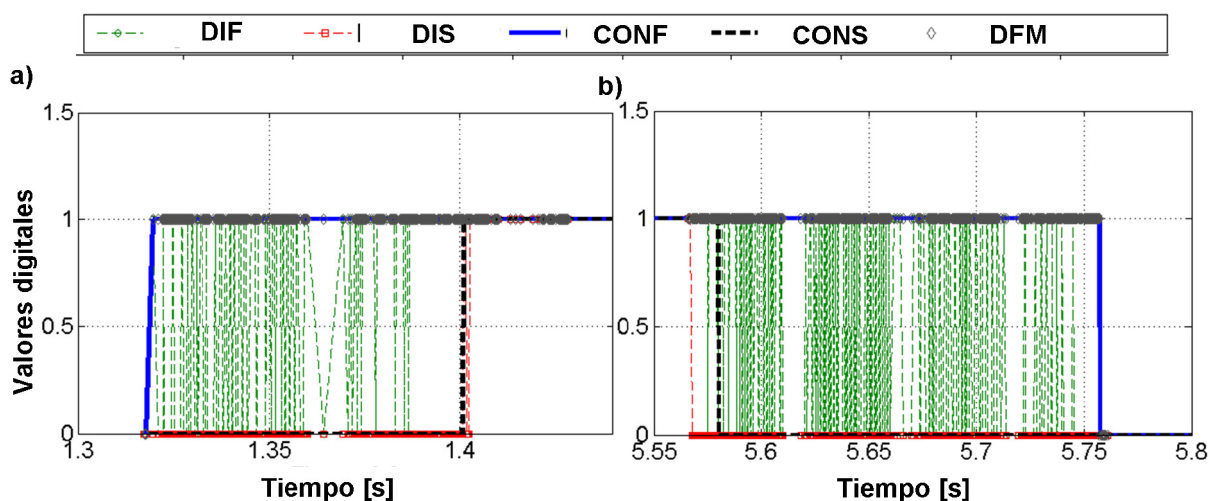 DIF DIS CONF CONS DFM
a)
b)
1.5
1
0.5
0
1.3 1.35 1.4
Valores digitales
Tiempo [s]
1.5
1
0.5
0
5.55 5.6 5.65 5.7 5.75 5.8
Tiempo [s]